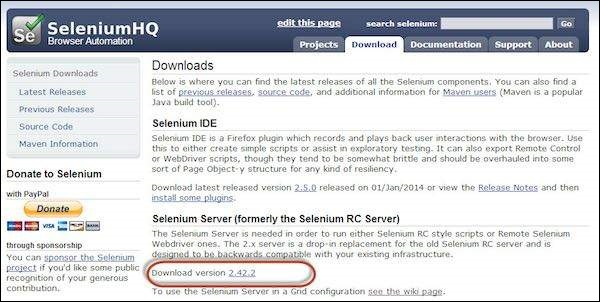 edit this page
search selenium:
Go
Se
SeleniumHQ
Browser Automation
Projects
Download
Documentation
Support
About
Selenium Downloads
Latest Releases
Previous Releases
Source Code
Maven Information
Donate to Selenium
with PayPal
Donate
through sponsorship
You can sponsor the Selenium
project if you'd like some public
recognition of your generous
contribution.
Downloads
Below is where you can find the latest releases of all the Selenium components. You can also find a
list of previous releases, source code, and additional information for Maven users (Maven is a popular
Java build tool).
Selenium IDE
Selenium IDE is a Firefox plugin which records and plays back user interactions with the browser. Use
this to either create simple scripts or assist in exploratory testing. It can also export Remote Control
or WebDriver scripts, though they tend to be somewhat brittle and should be overhauled into some
sort of Page Object-y structure for any kind of resiliency.
Download latest released version 2.5.0 released on 01/Jan/2014 or view the Release Notes and then
install some plugins.
Selenium Server (formerly the Selenium RC Server)
The Selenium Server is needed in order to run either Selenium RC style scripts or Remote Selenium
Webdriver ones. The 2.x server is a drop-in replacement for the old Selenium RC server and is
designed to be backwards compatible with your existing infrastructure.
Download version 2.42.2
To use the Selenium Server in a Grid configuration see the wiki page.